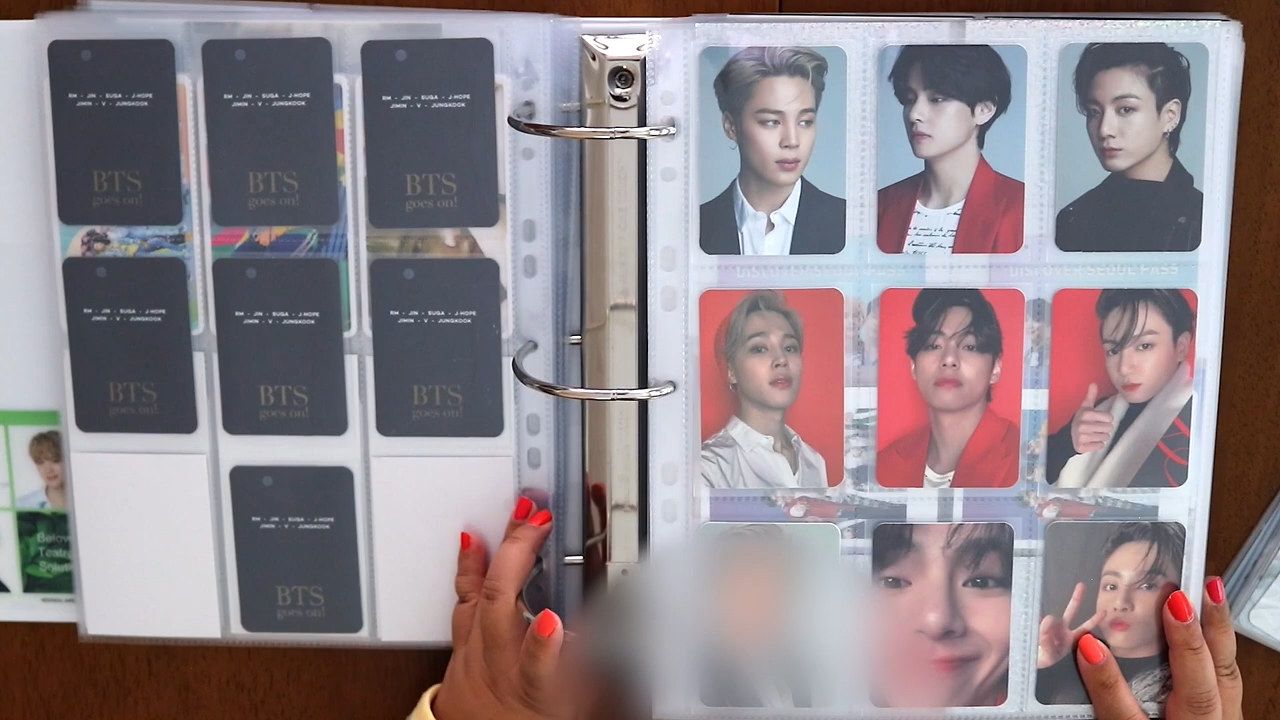 RM - JIN - SUGA - J-HOPE
JIMIN - V - JUNGKOOK
BTS
goes on!
RM - JIN - SUGA - J-HOPE
JIMIN - V - JUNGKOOK
BTS
goes on!
RM - JIN - SUGA - J-HOPE
JIMIN - V - JUNGKOOK
BTS
goes on!
RM - JIN - SUGA - J-HOPE
JIMIN - V - JUNGKOOK
BTS
goes on!
RM - JIN - SUGA - J-HOPE
JIMIN - V - JUNGKOOK
BTS
goes on!
RM - JIN - SUGA - J-HOPE
JIMIN - V - JUNGKOOK
BTS
goes on!
RM - JIN - SUGA - J-HOPE
JIMIN - V - JUNGKOOK
BTS
goes on!
DISCOVER SEOUL PASS